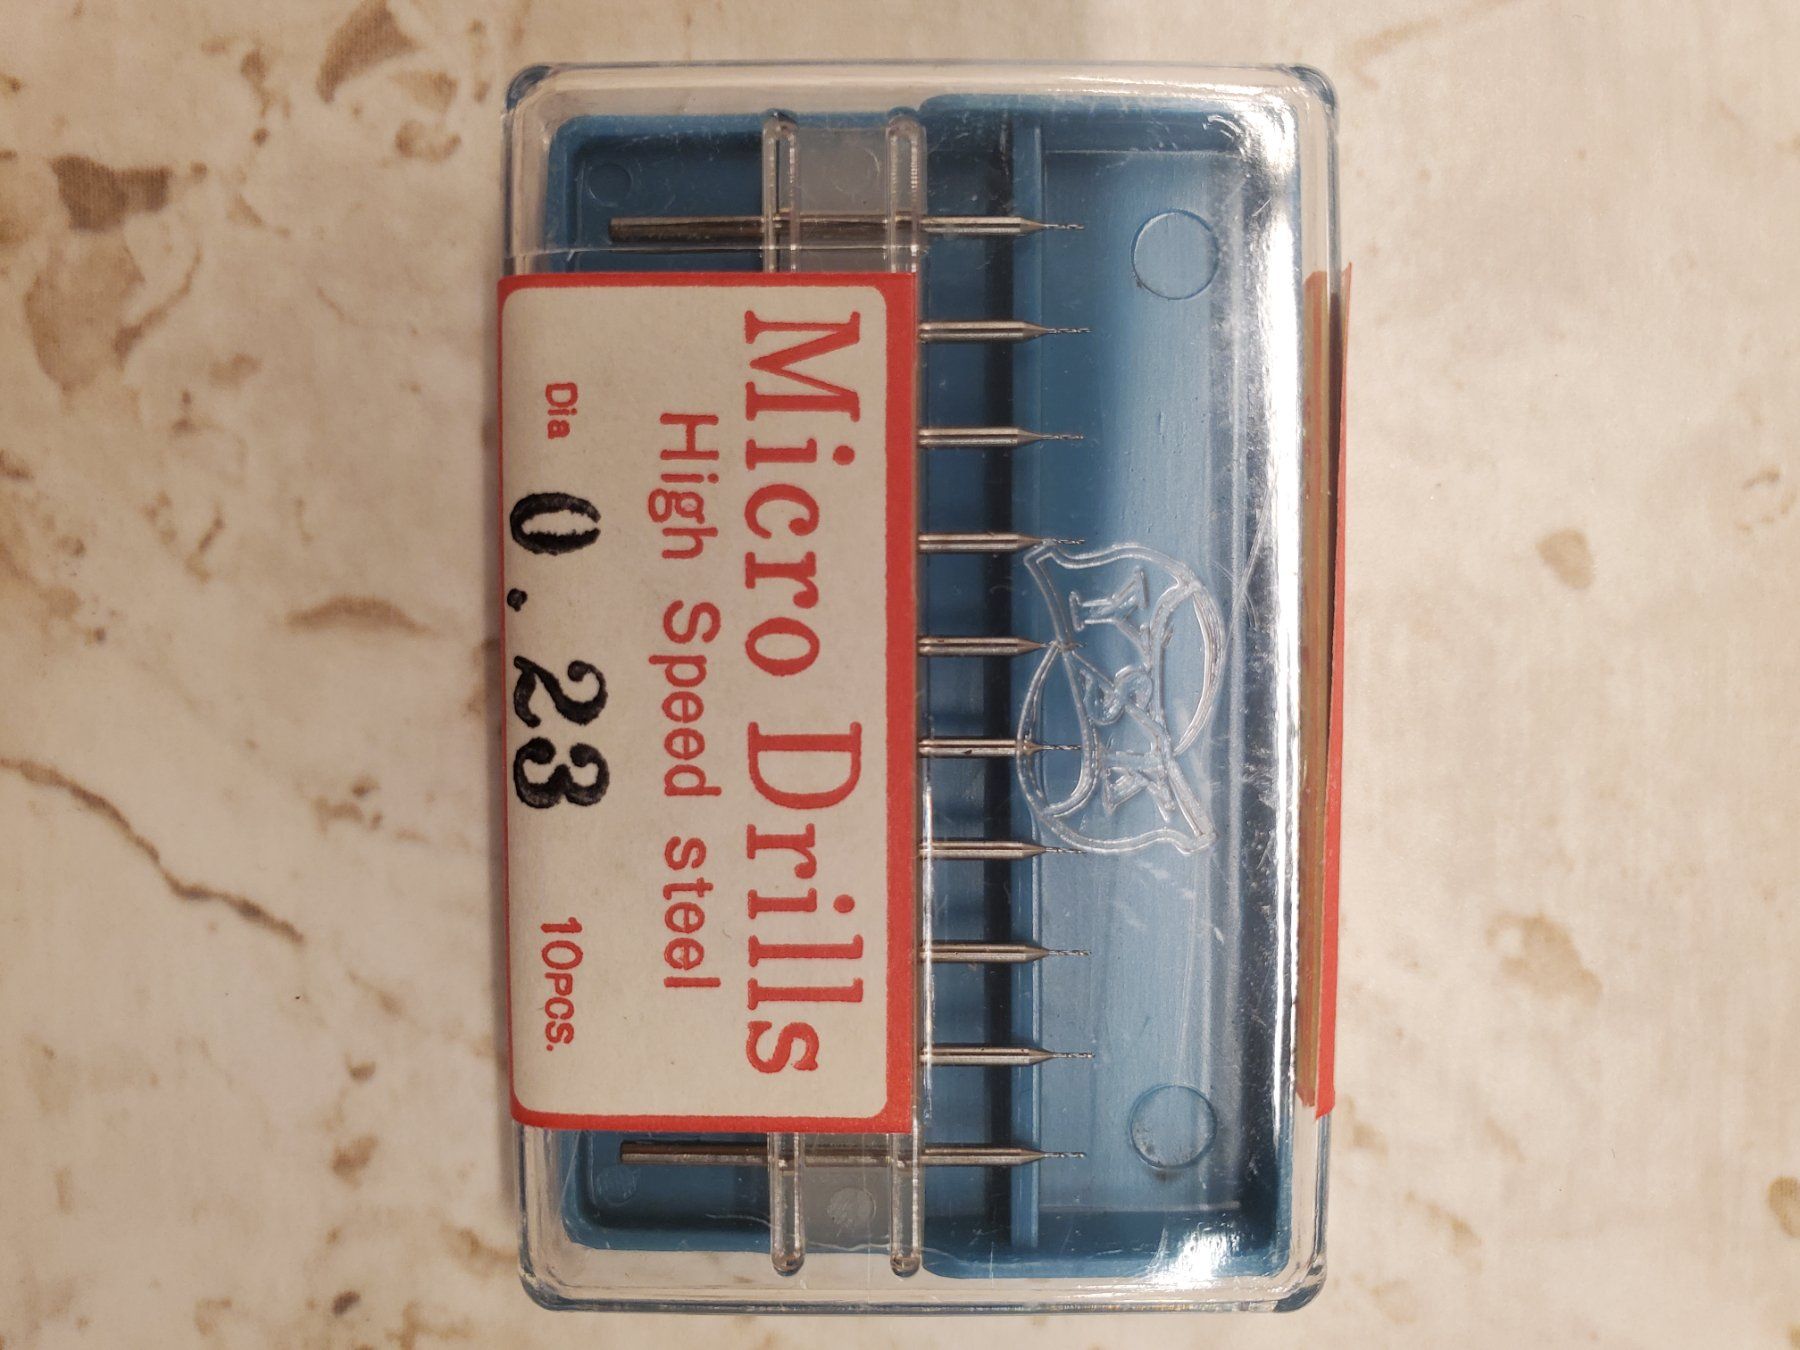 Micro Drills
High Speed steel
Dia 0.23 10PCS.